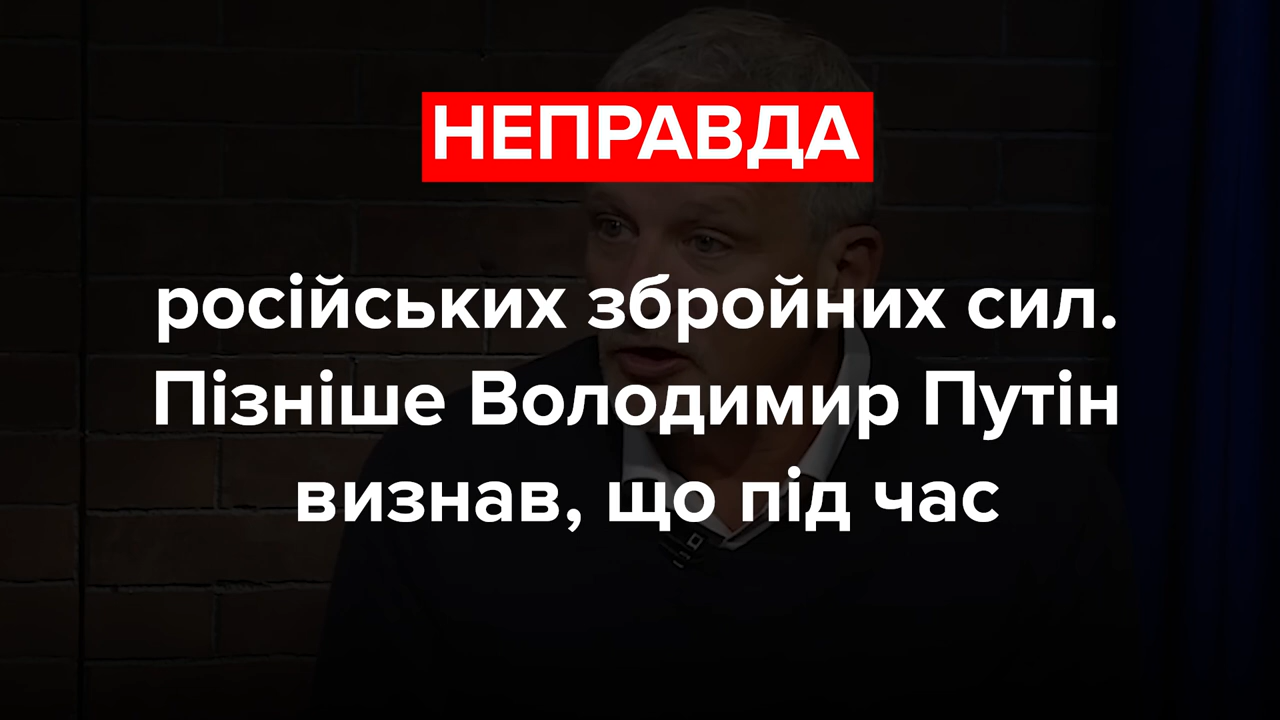 НЕПРАВДА
російських збройних сил.
Пізніше Володимир Путін
визнав, що під час